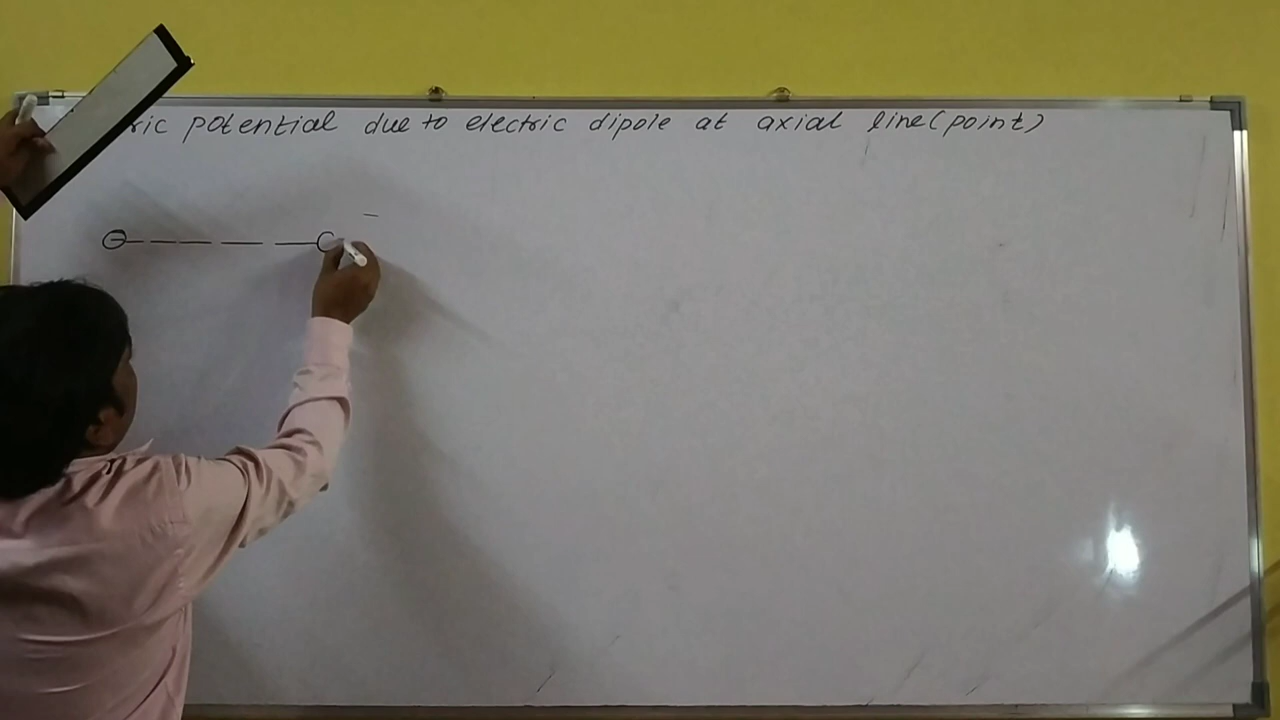 ric potential due to electric dipole at axial line(point)